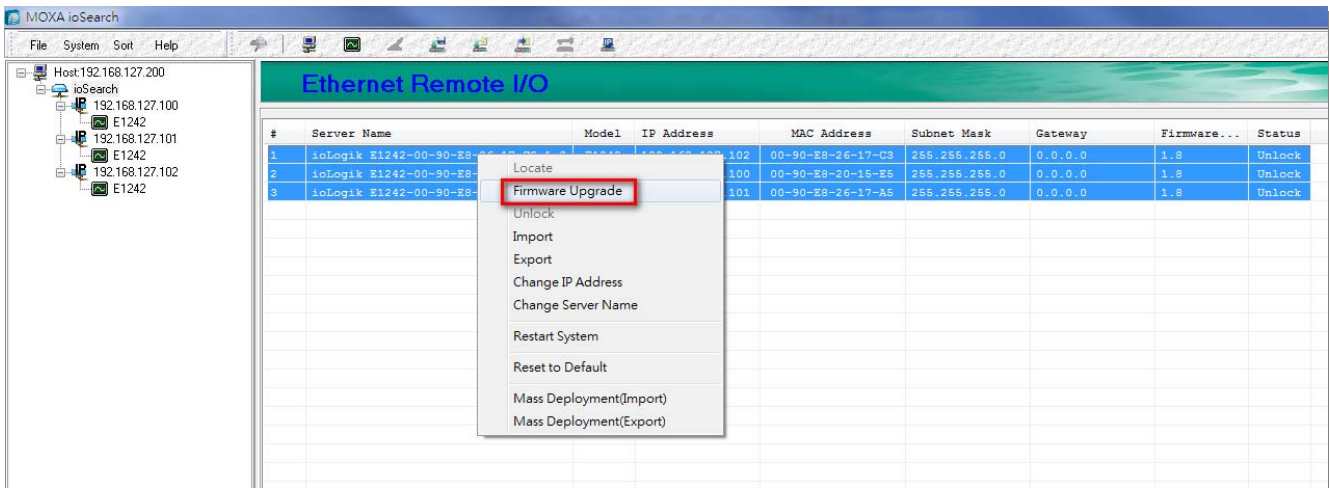 MOXA ioSearch
File System Sort Help
Host:192.168.127.200
ioSearch
192.168.127.100
E1242
192.168.127.101
E1242
192.168.127.102
E1242
Ethernet Remote I/O
# Server Name Model IP Address MAC Address Subnet Mask Gateway Firmware... Status
1 ioLogik E1242-00-90-E8- .102 00-90-E8-26-17-C3 255.255.255.0 0.0.0.0 1.8 Unlock
2 ioLogik E1242-00-90-E8- .100 00-90-E8-20-15-E5 255.255.255.0 0.0.0.0 1.8 Unlock
3 ioLogik E1242-00-90-E8- .101 00-90-E8-26-17-A5 255.255.255.0 0.0.0.0 1.8 Unlock
Locate
Firmware Upgrade
Unlock
Import
Export
Change IP Address
Change Server Name
Restart System
Reset to Default
Mass Deployment(Import)
Mass Deployment(Export)